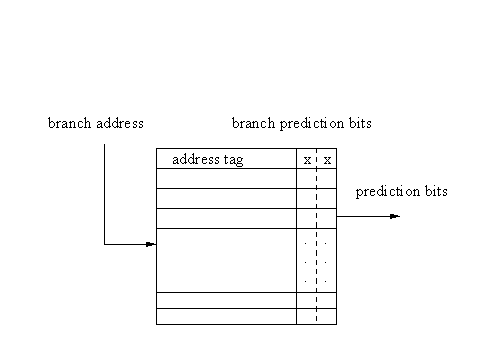 branch address
branch prediction bits
address tag x x
prediction bits